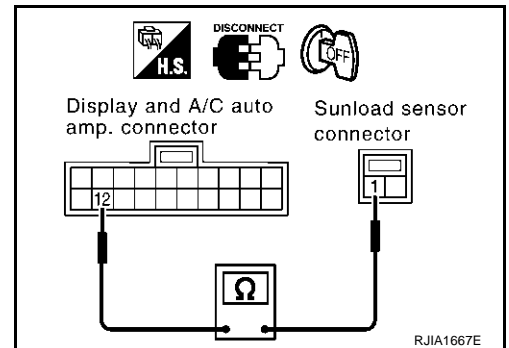 DISCONNECT
H.S.
OFF
Display and A/C auto
amp. connector
Sunload sensor
connector
12
1
Ω
RJIA1667E